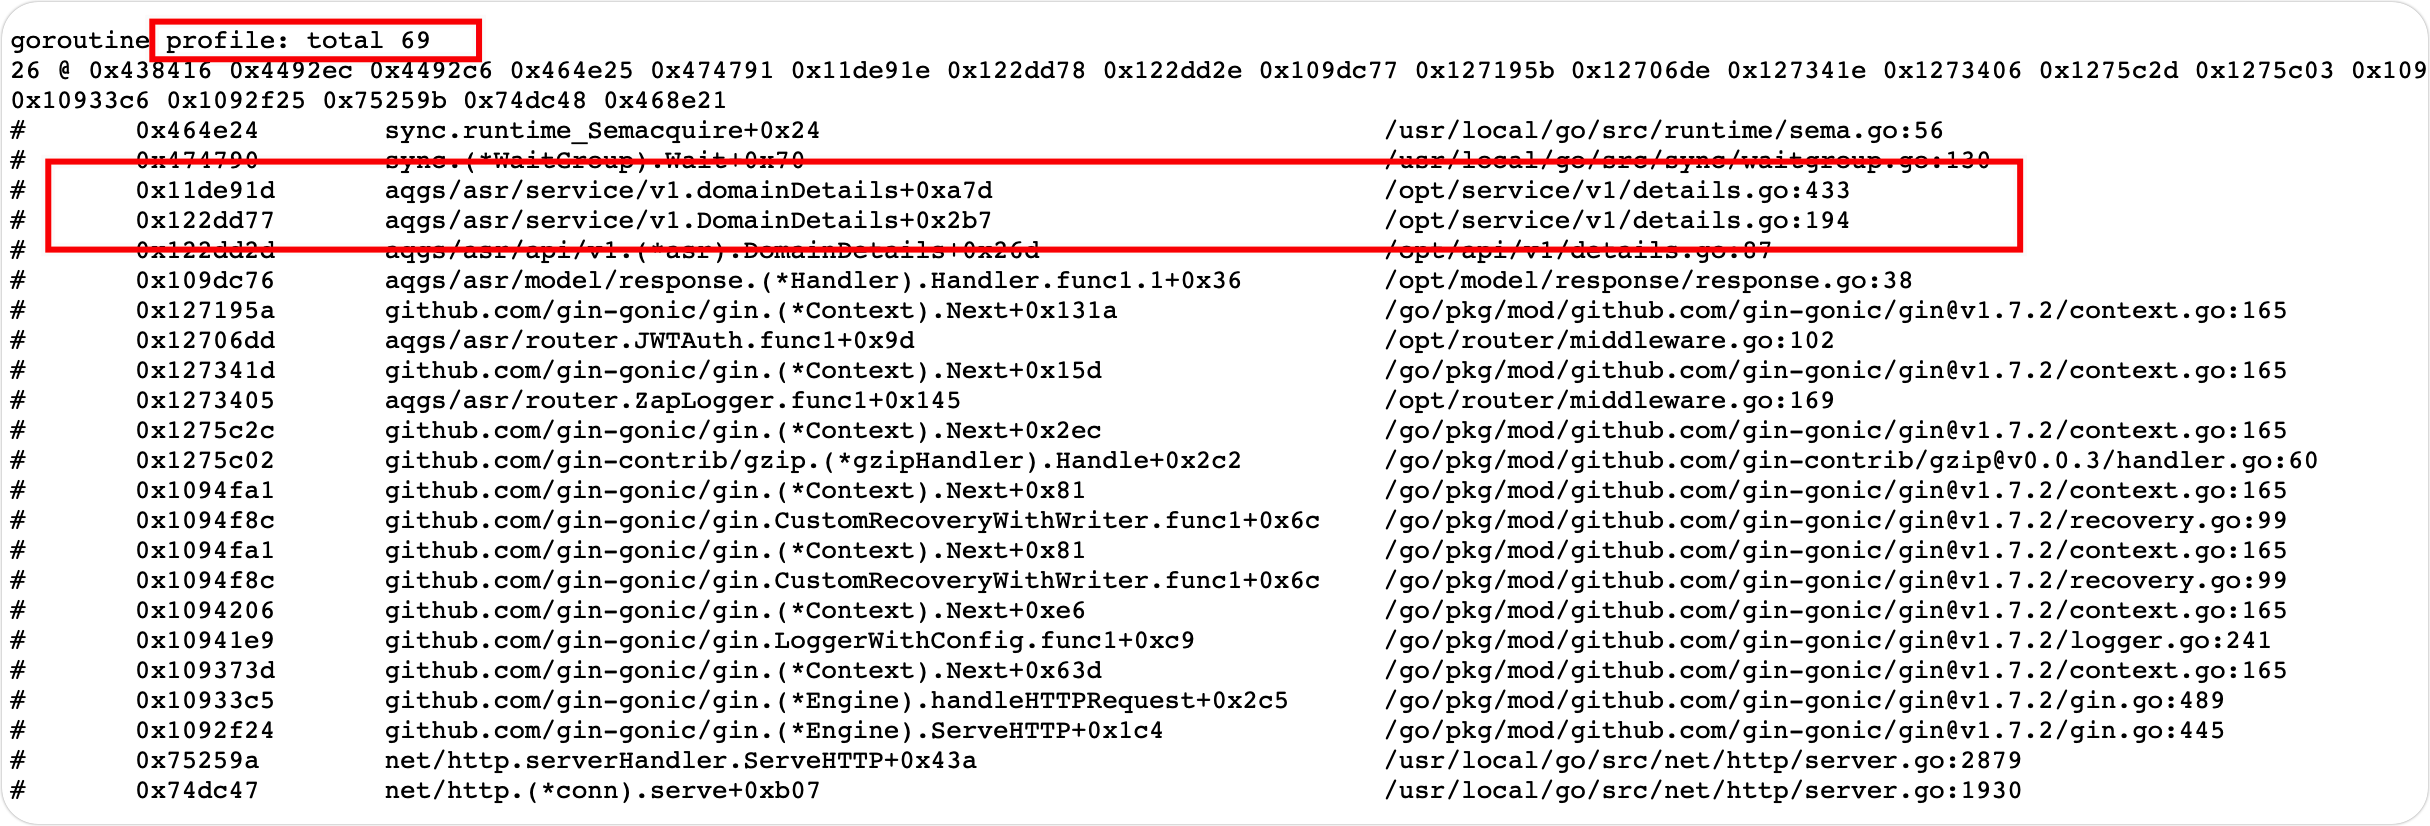 goroutine profile: total 69
26 @ 0x438416 0x4492ec 0x4492c6 0x464e25 0x474791 0x11de91e 0x122dd78 0x122dd2e 0x109dc77 0x127195b 0x12706de 0x127341e 0x1273406 0x1275c2d 0x1275c03 0x109
0x10933c6 0x1092f25 0x75259b 0x74dc48 0x468e21
# 0x464e24 sync.runtime_Semacquire+0x24 /usr/local/go/src/runtime/sema.go:56
# 0x474790 sync.(*WaitGroup).Wait+0x70 /usr/local/go/src/sync/waitgroup.go:130
# 0x11de91d aqgs/asr/service/v1.domainDetails+0xa7d /opt/service/v1/details.go:433
# 0x122dd77 aqgs/asr/service/v1.DomainDetails+0x2b7 /opt/service/v1/details.go:194
# 0x122dd2d aqgs/asr/api/v1.(*asr).DomainDetails+0x26d /opt/api/v1/details.go:87
# 0x109dc76 aqgs/asr/model/response.(*Handler).Handler.func1.1+0x36 /opt/model/response/response.go:38
# 0x127195a github.com/gin-gonic/gin.(*Context).Next+0x131a /go/pkg/mod/github.com/gin-gonic/gin@v1.7.2/context.go:165
# 0x12706dd aqgs/asr/router.JWTAuth.func1+0x9d /opt/router/middleware.go:102
# 0x127341d github.com/gin-gonic/gin.(*Context).Next+0x15d /go/pkg/mod/github.com/gin-gonic/gin@v1.7.2/context.go:165
# 0x1273405 aqgs/asr/router.ZapLogger.func1+0x145 /opt/router/middleware.go:169
# 0x1275c2c github.com/gin-gonic/gin.(*Context).Next+0x2ec /go/pkg/mod/github.com/gin-gonic/gin@v1.7.2/context.go:165
# 0x1275c02 github.com/gin-contrib/gzip.(*gzipHandler).Handle+0x2c2 /go/pkg/mod/github.com/gin-contrib/gzip@v0.0.3/handler.go:60
# 0x1094fa1 github.com/gin-gonic/gin.(*Context).Next+0x81 /go/pkg/mod/github.com/gin-gonic/gin@v1.7.2/context.go:165
# 0x1094f8c github.com/gin-gonic/gin.CustomRecoveryWithWriter.func1+0x6c /go/pkg/mod/github.com/gin-gonic/gin@v1.7.2/recovery.go:99
# 0x1094fa1 github.com/gin-gonic/gin.(*Context).Next+0x81 /go/pkg/mod/github.com/gin-gonic/gin@v1.7.2/context.go:165
# 0x1094f8c github.com/gin-gonic/gin.CustomRecoveryWithWriter.func1+0x6c /go/pkg/mod/github.com/gin-gonic/gin@v1.7.2/recovery.go:99
# 0x1094206 github.com/gin-gonic/gin.(*Context).Next+0xe6 /go/pkg/mod/github.com/gin-gonic/gin@v1.7.2/context.go:165
# 0x10941e9 github.com/gin-gonic/gin.LoggerWithConfig.func1+0xc9 /go/pkg/mod/github.com/gin-gonic/gin@v1.7.2/logger.go:241
# 0x109373d github.com/gin-gonic/gin.(*Context).Next+0x63d /go/pkg/mod/github.com/gin-gonic/gin@v1.7.2/context.go:165
# 0x10933c5 github.com/gin-gonic/gin.(*Engine).handleHTTPRequest+0x2c5 /go/pkg/mod/github.com/gin-gonic/gin@v1.7.2/gin.go:489
# 0x1092f24 github.com/gin-gonic/gin.(*Engine).ServeHTTP+0x1c4 /go/pkg/mod/github.com/gin-gonic/gin@v1.7.2/gin.go:445
# 0x75259a net/http.serverHandler.ServeHTTP+0x43a /usr/local/go/src/net/http/server.go:2879
# 0x74dc47 net/http.(*conn).serve+0xb07 /usr/local/go/src/net/http/server.go:1930